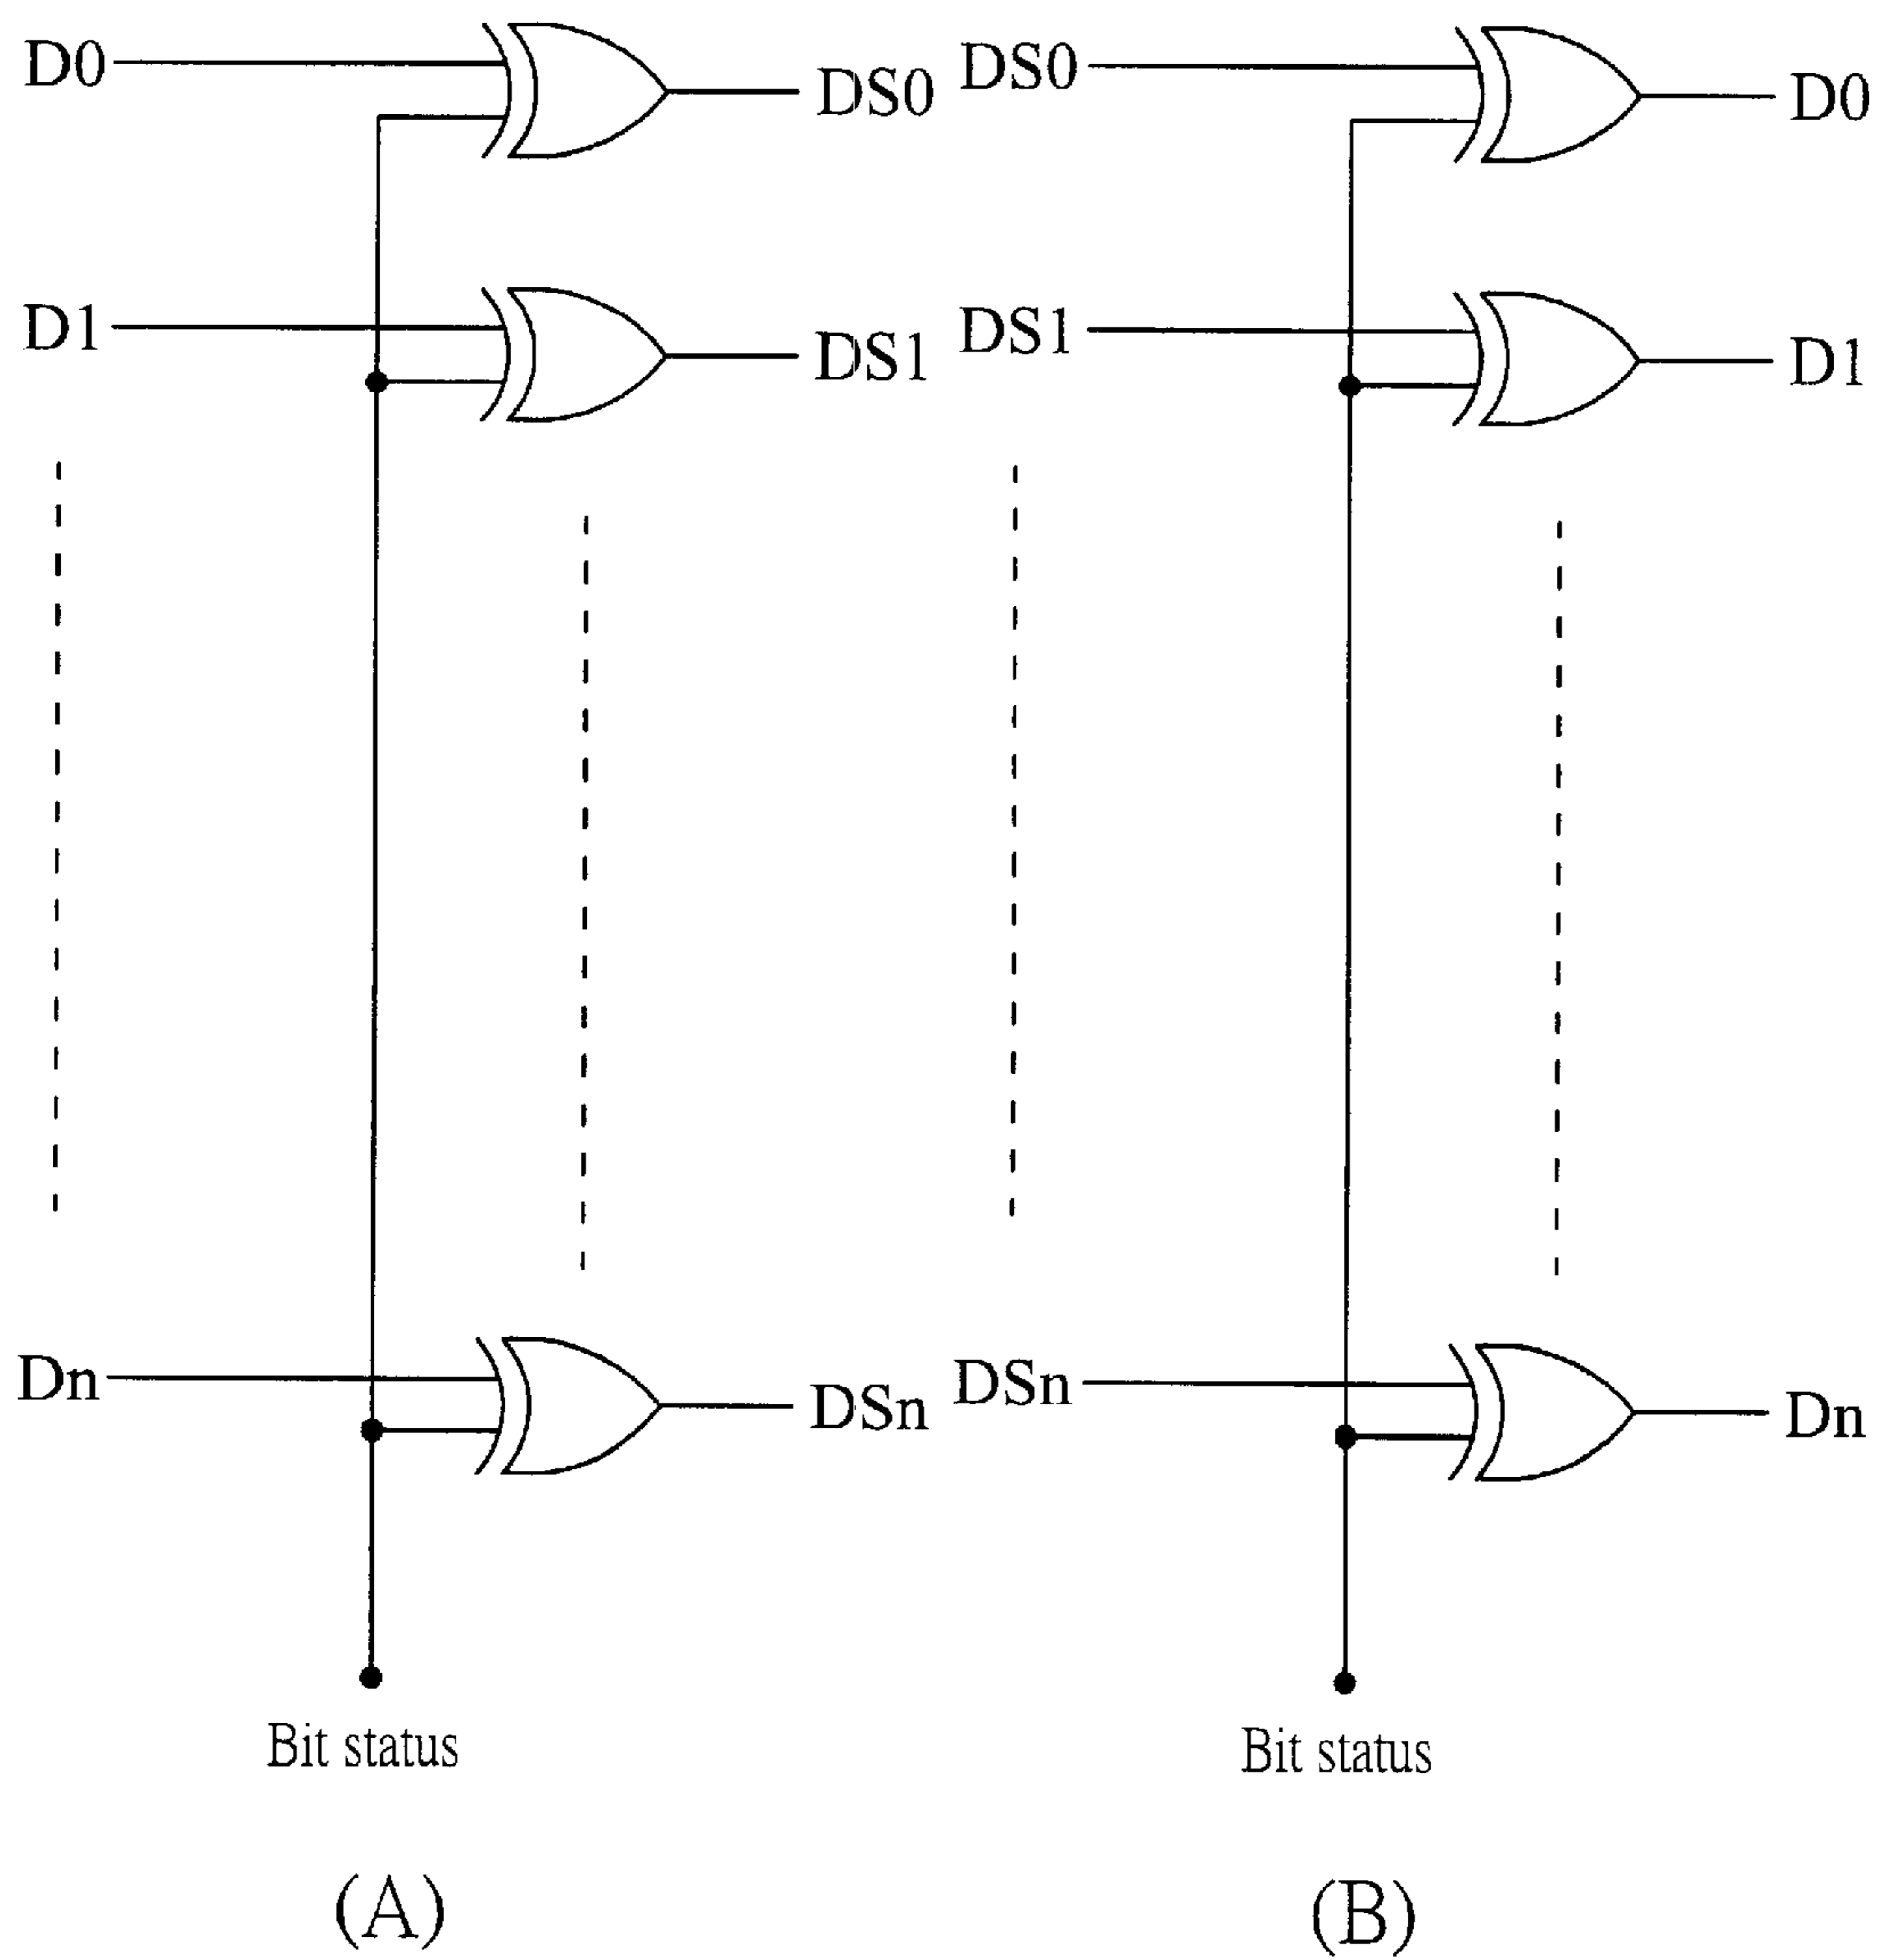 D0 DS0 DS0 D0
D1 DS1 DS1 D1
Dn DSn DSn Dn
Bit status Bit status
(A) (B)